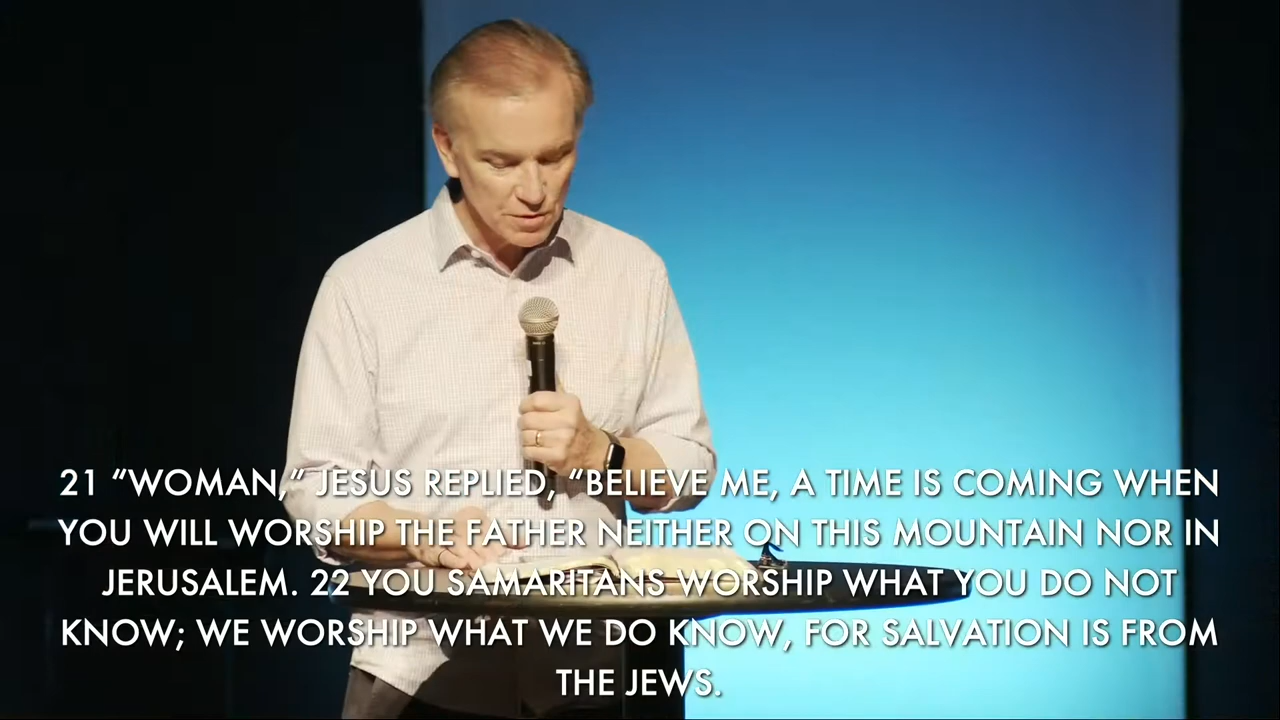 21 “WOMAN,” JESUS REPLIED, “BELIEVE ME, A TIME IS COMING WHEN
YOU WILL WORSHIP THE FATHER NEITHER ON THIS MOUNTAIN NOR IN
JERUSALEM. 22 YOU SAMARITANS WORSHIP WHAT YOU DO NOT
KNOW; WE WORSHIP WHAT WE DO KNOW, FOR SALVATION IS FROM
THE JEWS.